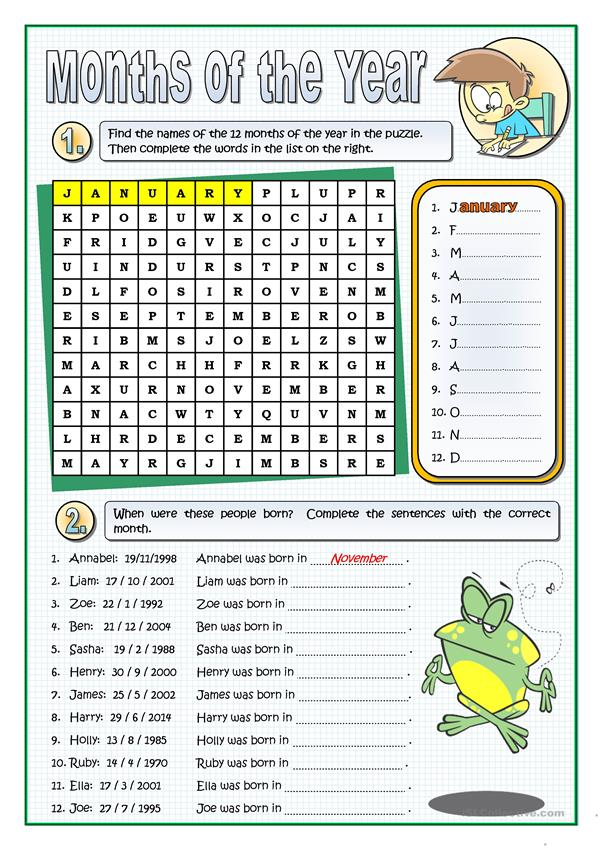 Months of the Year
1.
Find the names of the 12 months of the year in the puzzle.
Then complete the words in the list on the right.
J A N U A R Y P L U P R
K P O E U W X O C J A I
F R I D G V E C J U L Y
U I N D U R S T P N C S
D L F O S I R O V E N M
E S E P T E M B E R O B
R I B M S J O E L Z S W
M A R C H H F R R K G H
A X U R N O V E M B E R
B N A C W T Y Q U V N M
L H R D E C E M B E R S
M A Y R G J I M B S R E
1. January
2. F
3. M
4. A
5. M
6. J
7. J
8. A
9. S
10. O
11. N
12. D
2.
When were these people born? Complete the sentences with the correct
month.
1. Annabel: 19/11/1998 Annabel was born in November .
2. Liam: 17 / 10 / 2001 Liam was born in .
3. Zoe: 22 / 1 / 1992 Zoe was born in .
4. Ben: 21 / 12 / 2004 Ben was born in .
5. Sasha: 19 / 2 / 1988 Sasha was born in .
6. Henry: 30 / 9 / 2000 Henry was born in .
7. James: 25 / 5 / 2002 James was born in .
8. Harry: 29 / 6 / 2014 Harry was born in .
9. Holly: 13 / 8 / 1985 Holly was born in .
10. Ruby: 14 / 4 / 1970 Ruby was born in .
11. Ella: 17 / 3 / 2001 Ella was born in .
12. Joe: 27 / 7 / 1995 Joe was born in .